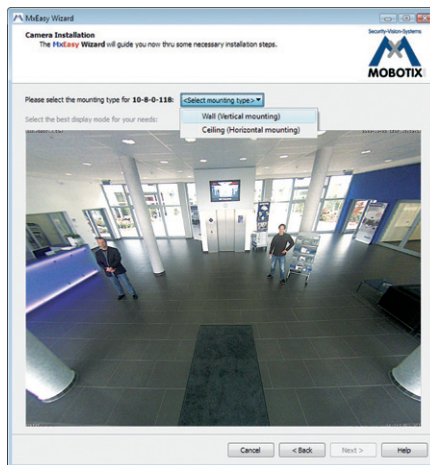 MxEasy Wizard
Security-Vision-Systems
Camera Installation
The MxEasy Wizard will guide you now thru some necessary installation steps.
MOBOTIX
Please select the mounting type for 10-8-0-118:
<Select mounting type>
Wall (Vertical mounting)
Ceiling (Horizontal mounting)
Select the best display mode for your needs:
Cancel
< Back
Next >
Help